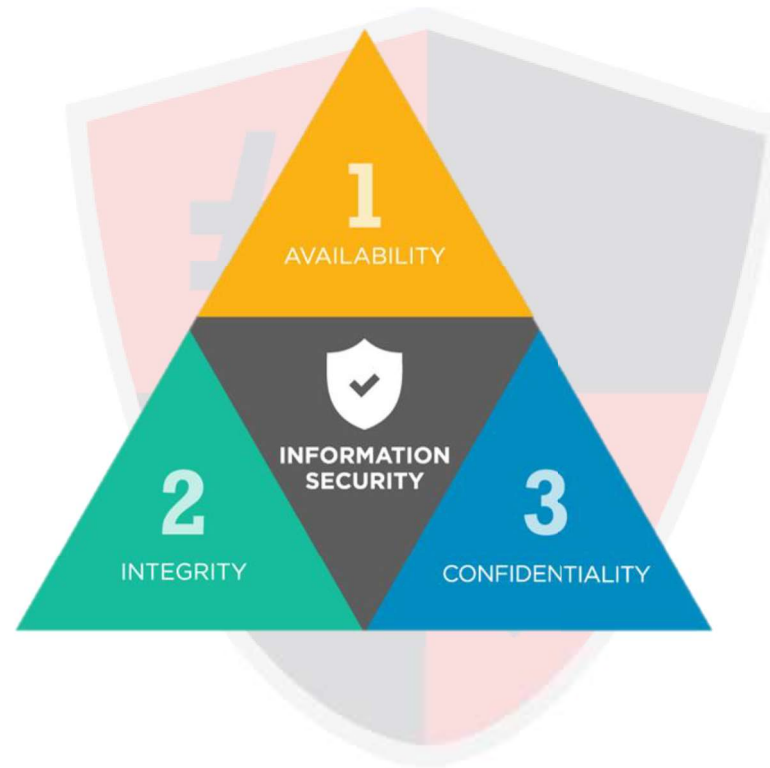 1
AVAILABILITY
INFORMATION
SECURITY
2
INTEGRITY
3
CONFIDENTIALITY